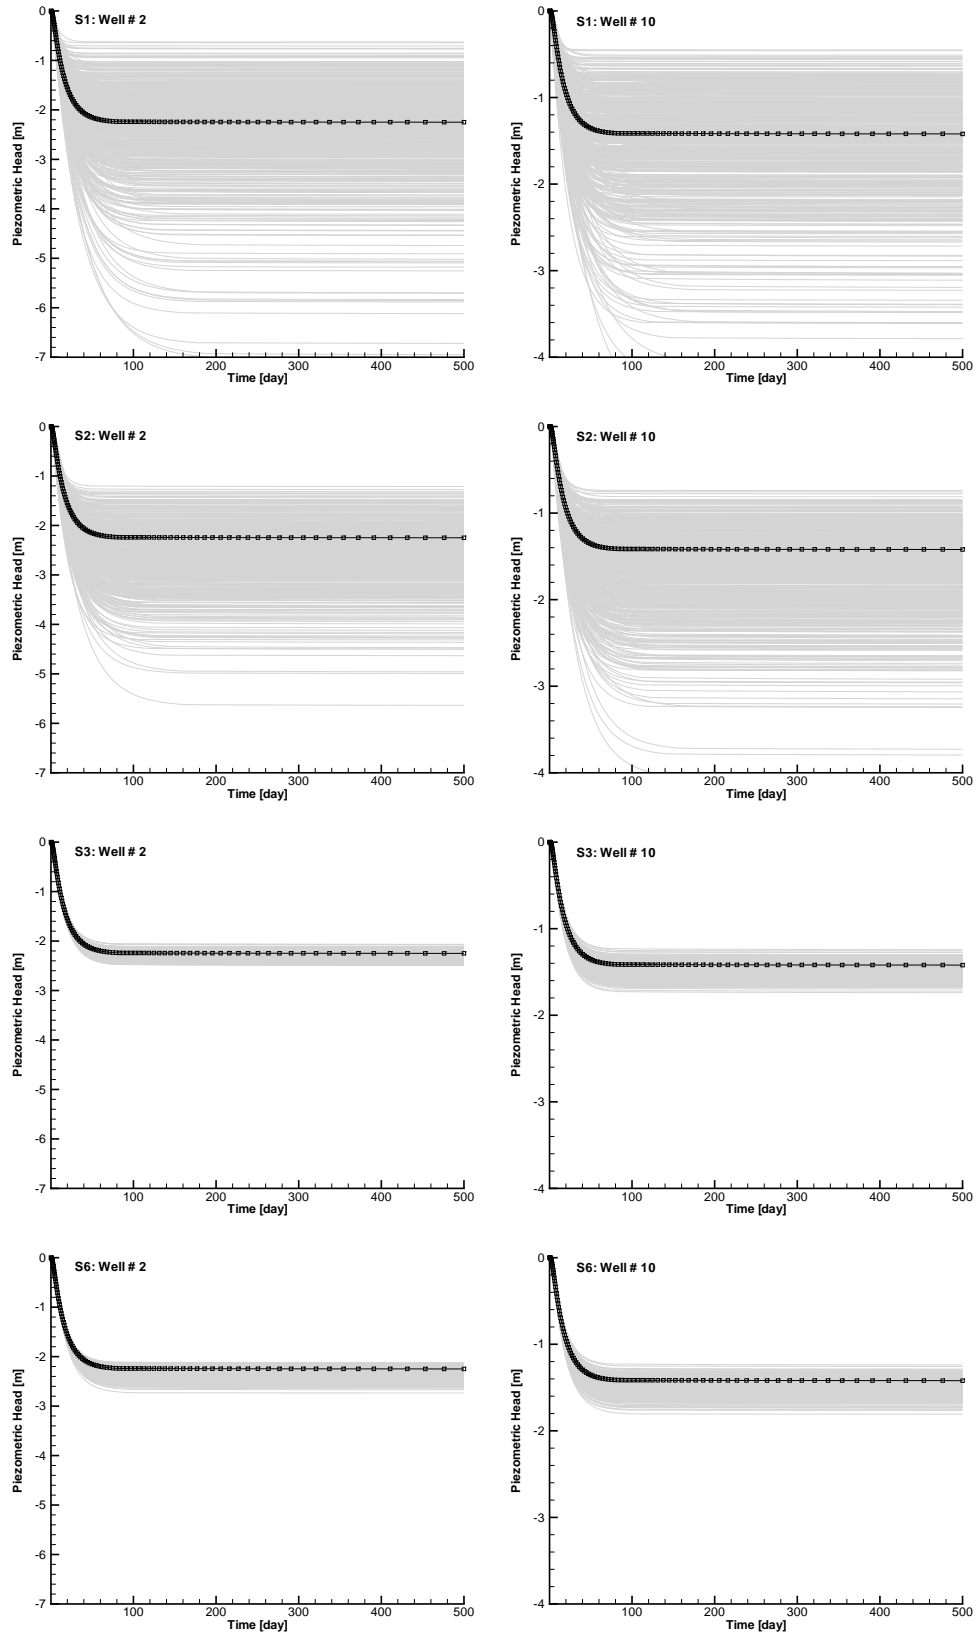 S1: Well # 2
0
-1
-2
-3
-4
-5
-6
-7
Piezometric Head [m]
100 200 300 400 500
Time [day]
S1: Well # 10
0
-1
-2
-3
-4
Piezometric Head [m]
100 200 300 400 500
Time [day]
S2: Well # 2
0
-1
-2
-3
-4
-5
-6
-7
Piezometric Head [m]
100 200 300 400 500
Time [day]
S2: Well # 10
0
-1
-2
-3
-4
Piezometric Head [m]
100 200 300 400 500
Time [day]
S3: Well # 2
0
-1
-2
-3
-4
-5
-6
-7
Piezometric Head [m]
100 200 300 400 500
Time [day]
S3: Well # 10
0
-1
-2
-3
-4
Piezometric Head [m]
100 200 300 400 500
Time [day]
S6: Well # 2
0
-1
-2
-3
-4
-5
-6
-7
Piezometric Head [m]
100 200 300 400 500
Time [day]
S6: Well # 10
0
-1
-2
-3
-4
Piezometric Head [m]
100 200 300 400 500
Time [day]